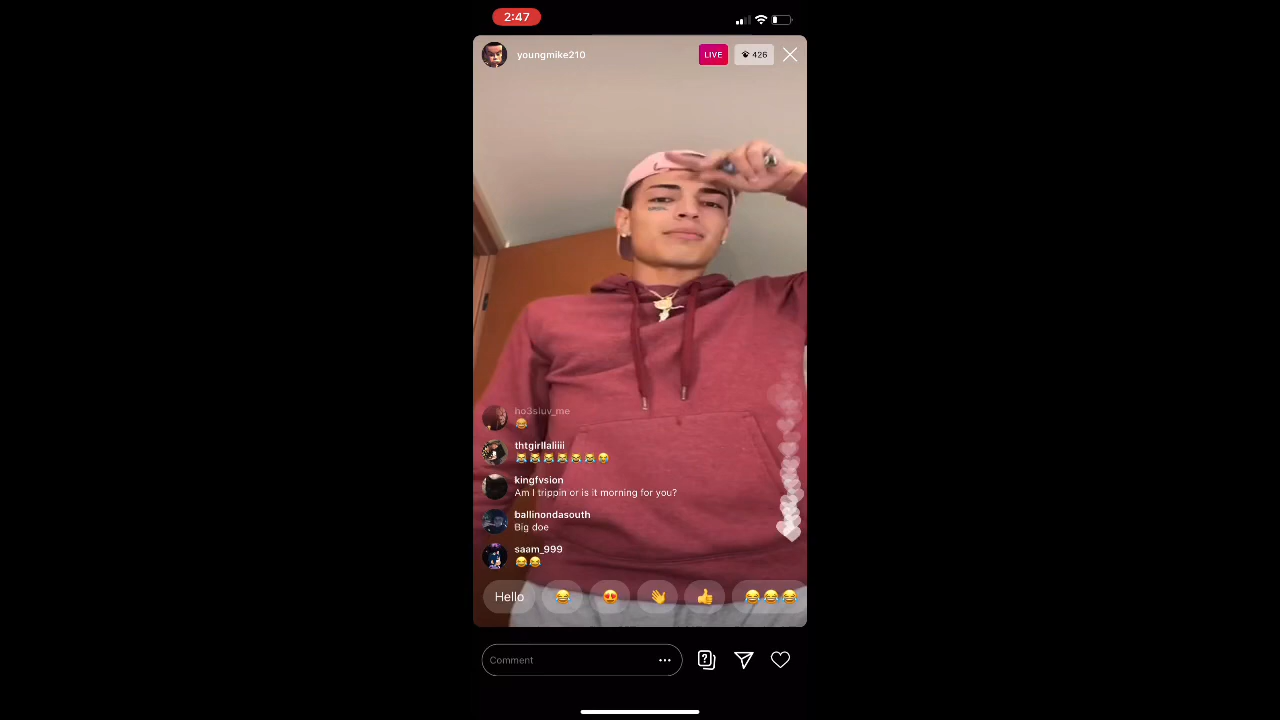 2:47
youngmike210
LIVE
426
ho3sluv_me
😂
thtgirllaliiii
😹😹😹😹😹😹😂
kingfvsion
Am I trippin or is it morning for you?
ballinondasouth
Big doe
saam_999
😂😂
Hello 😂 😍 👋 👍 😂😂😂
Comment